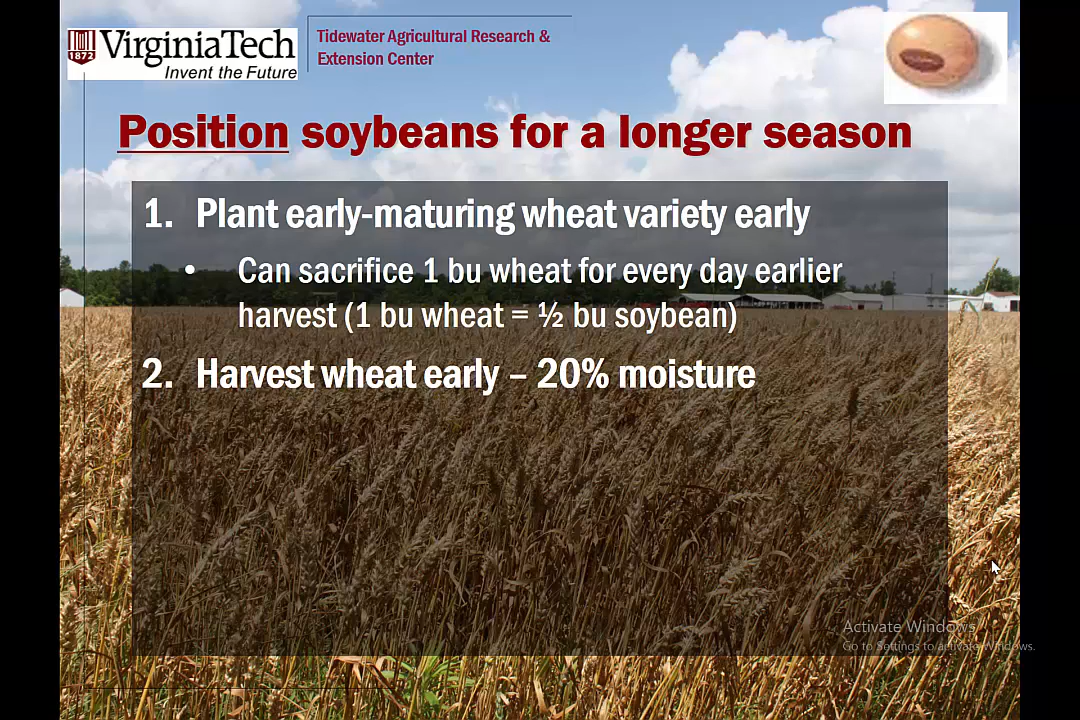 VirginiaTech
1872
Invent the Future
Tidewater Agricultural Research &
Extension Center
Position soybeans for a longer season
1. Plant early-maturing wheat variety early
• Can sacrifice 1 bu wheat for every day earlier
harvest (1 bu wheat = ½ bu soybean)
2. Harvest wheat early – 20% moisture
Activate Windows
Go to Settings to activate Windows.